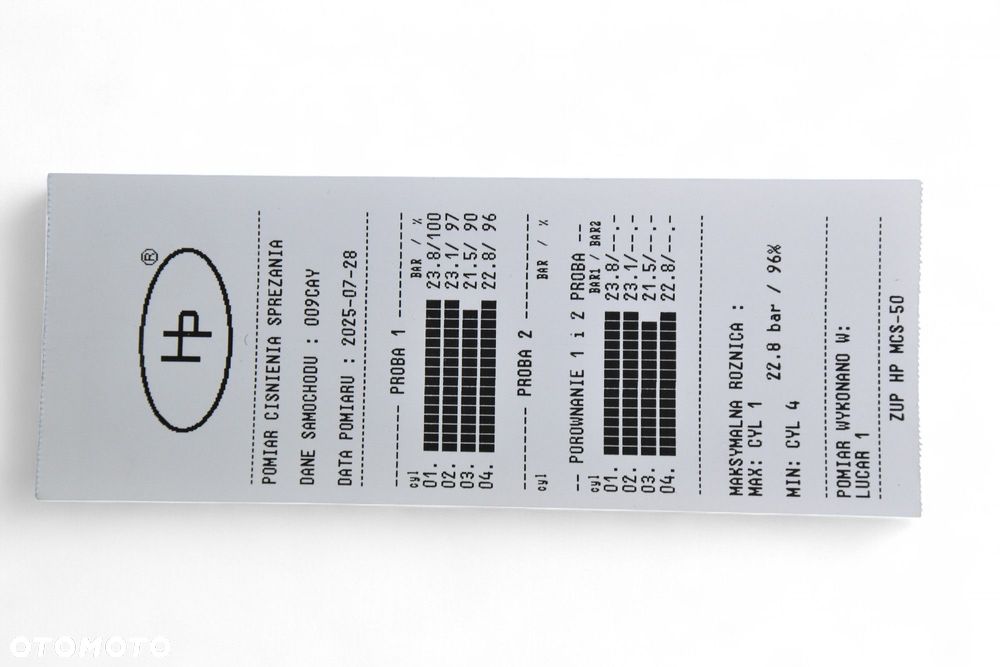 HP ®
POMIAR CISNIENIA SPREZANIA
DANE SAMOCHODU : 009CAY
DATA POMIARU : 2025-07-28
--- PROBA 1 ---
cyl BAR / %
01. 23.8/100
02. 23.1/ 97
03. 21.5/ 90
04. 22.8/ 96
--- PROBA 2 ---
cyl BAR / %
-- POROWNANIE 1 i 2 PROBA --
cyl BAR1 / BAR2
01. 23.8/--.-
02. 23.1/--.-
03. 21.5/--.-
04. 22.8/--.-
MAKSYMALNA ROZNICA :
MAX: CYL 1
22.8 bar / 96%
MIN: CYL 4
POMIAR WYKONANO W:
LUCAR 1
ZUP HP MCS-50
OTOMOTO